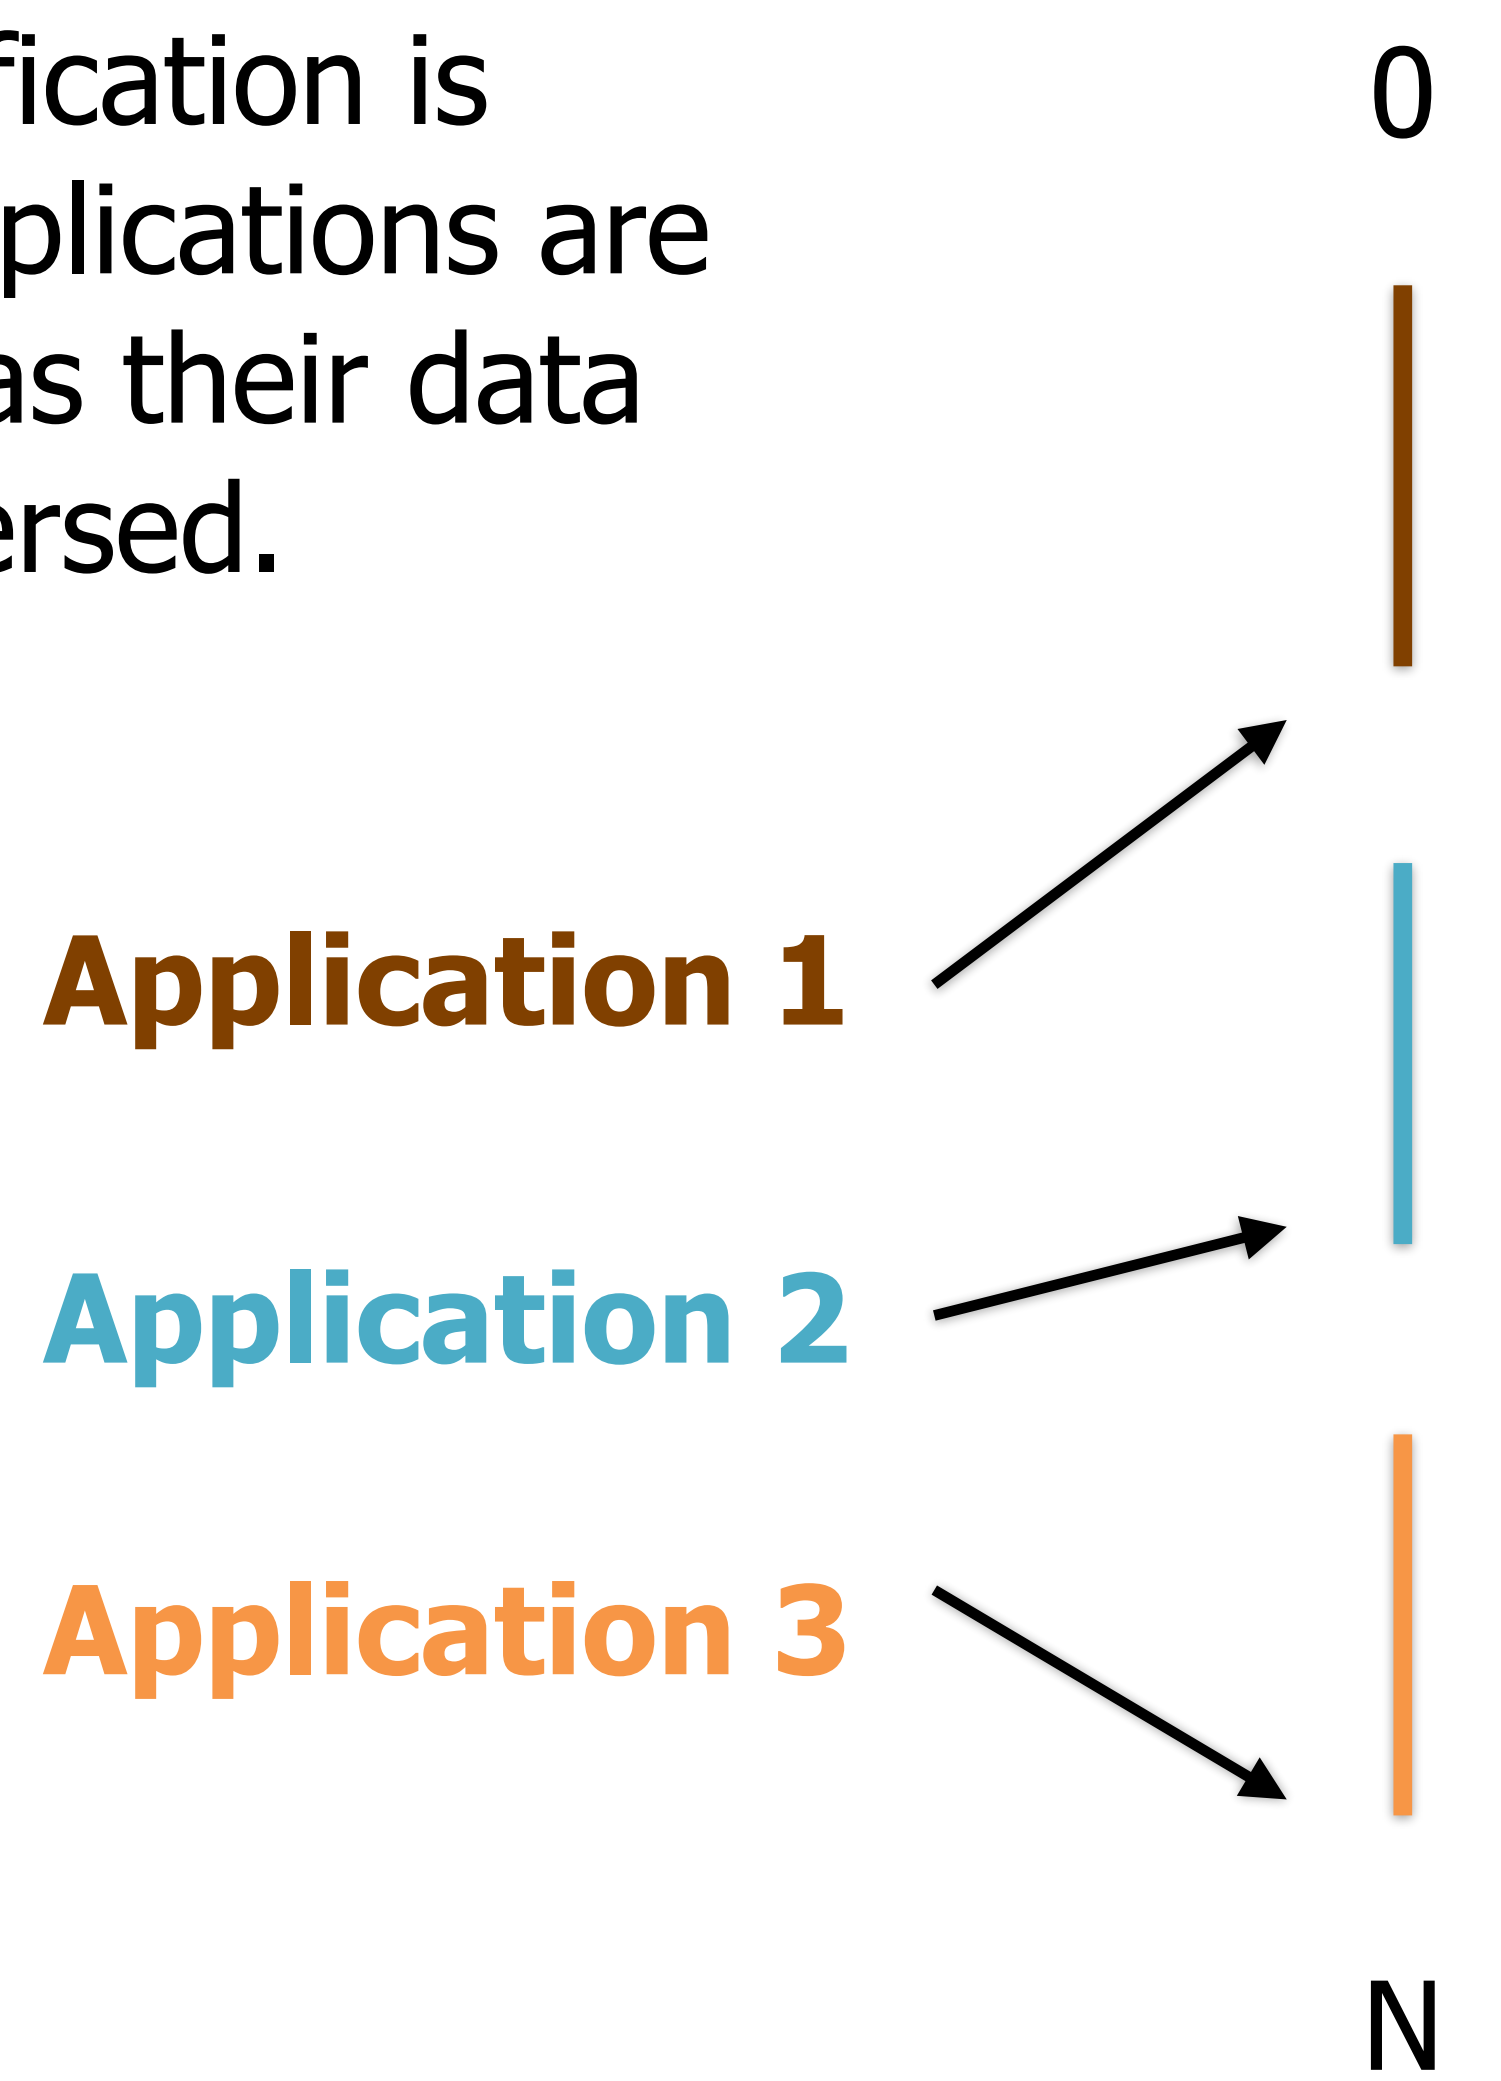 fication is
plications are
as their data
ersed.
0
Application 1
Application 2
Application 3
N